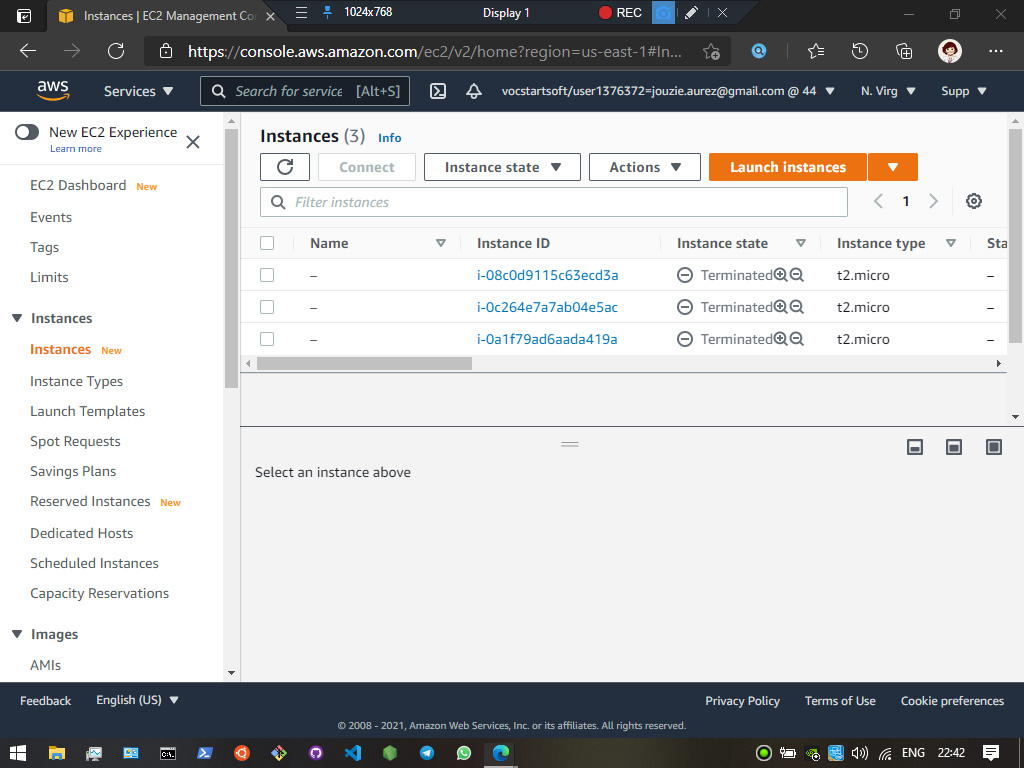 Instances | EC2 Management Co
1024x768
Display 1
REC
https://console.aws.amazon.com/ec2/v2/home?region=us-east-1#In...
aws
Services
Search for service
[Alt+S]
vocstartsoft/user1376372=jouzie.aurez@gmail.com @ 44
N. Virg
Supp
New EC2 Experience
Learn more
EC2 Dashboard New
Events
Tags
Limits
Instances
Instances New
Instance Types
Launch Templates
Spot Requests
Savings Plans
Reserved Instances New
Dedicated Hosts
Scheduled Instances
Capacity Reservations
Images
AMIs
Instances (3) Info
Connect
Instance state
Actions
Launch instances
Filter instances
1
Name Instance ID Instance state Instance type Sta
– i-08c0d9115c63ecd3a Terminated t2.micro –
– i-0c264e7a7ab04e5ac Terminated t2.micro –
– i-0a1f79ad6aada419a Terminated t2.micro –
Select an instance above
Feedback
English (US)
Privacy Policy
Terms of Use
Cookie preferences
© 2008 - 2021, Amazon Web Services, Inc. or its affiliates. All rights reserved.
ENG
22:42